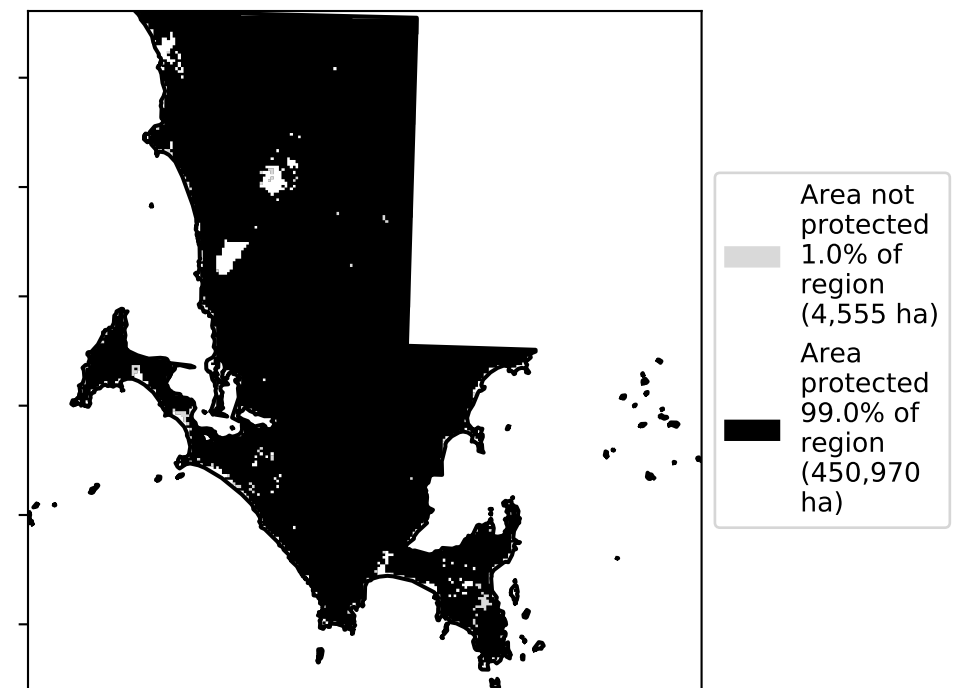 Area not
protected
1.0% of
region
(4,555 ha)
Area
protected
99.0% of
region
(450,970
ha)